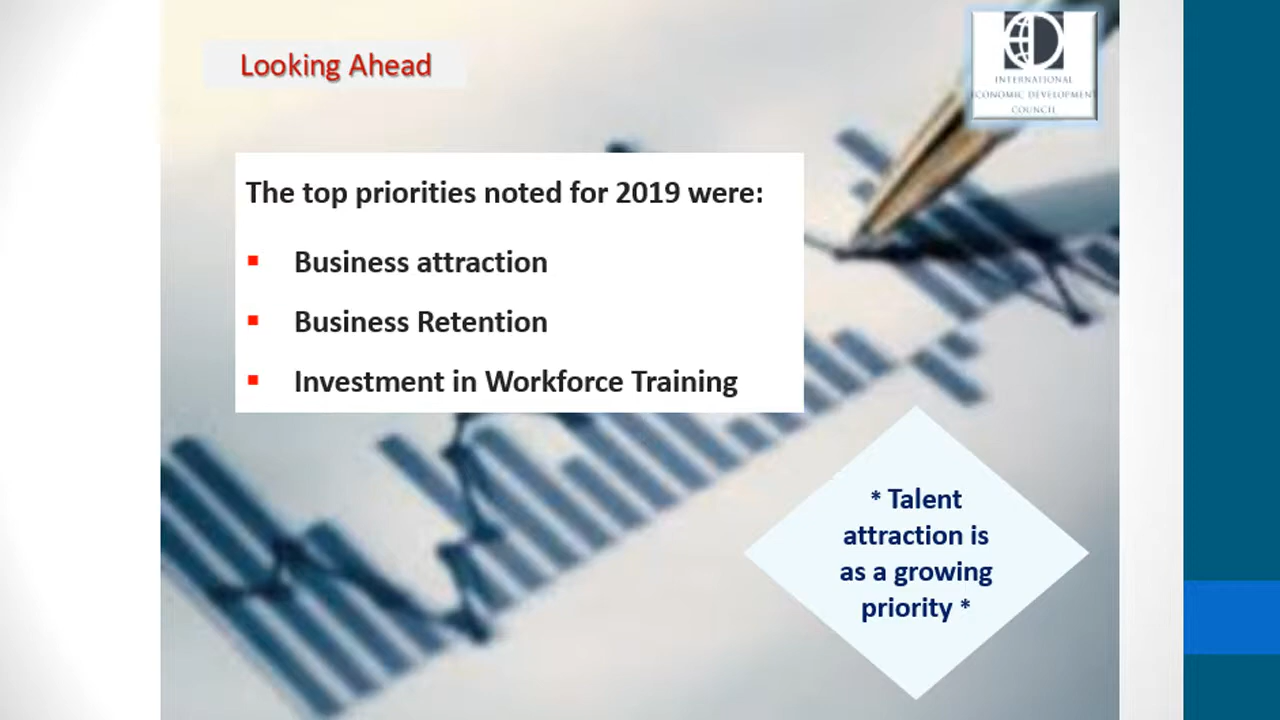 Looking Ahead
INTERNATIONAL
ECONOMIC DEVELOPMENT
COUNCIL
The top priorities noted for 2019 were:
▪ Business attraction
▪ Business Retention
▪ Investment in Workforce Training
* Talent
attraction is
as a growing
priority *